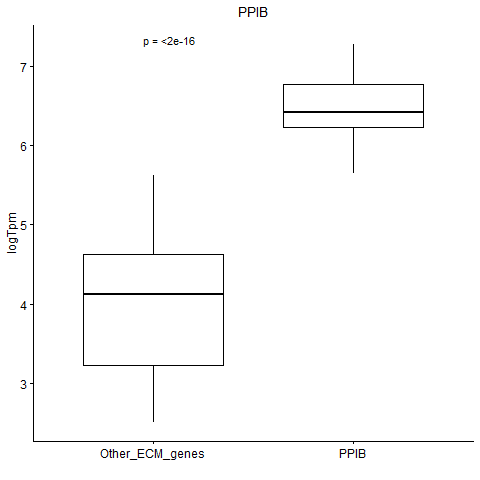 PPIB
p = <2e-16
7
6
5
4
3
logTpm
Other_ECM_genes
PPIB